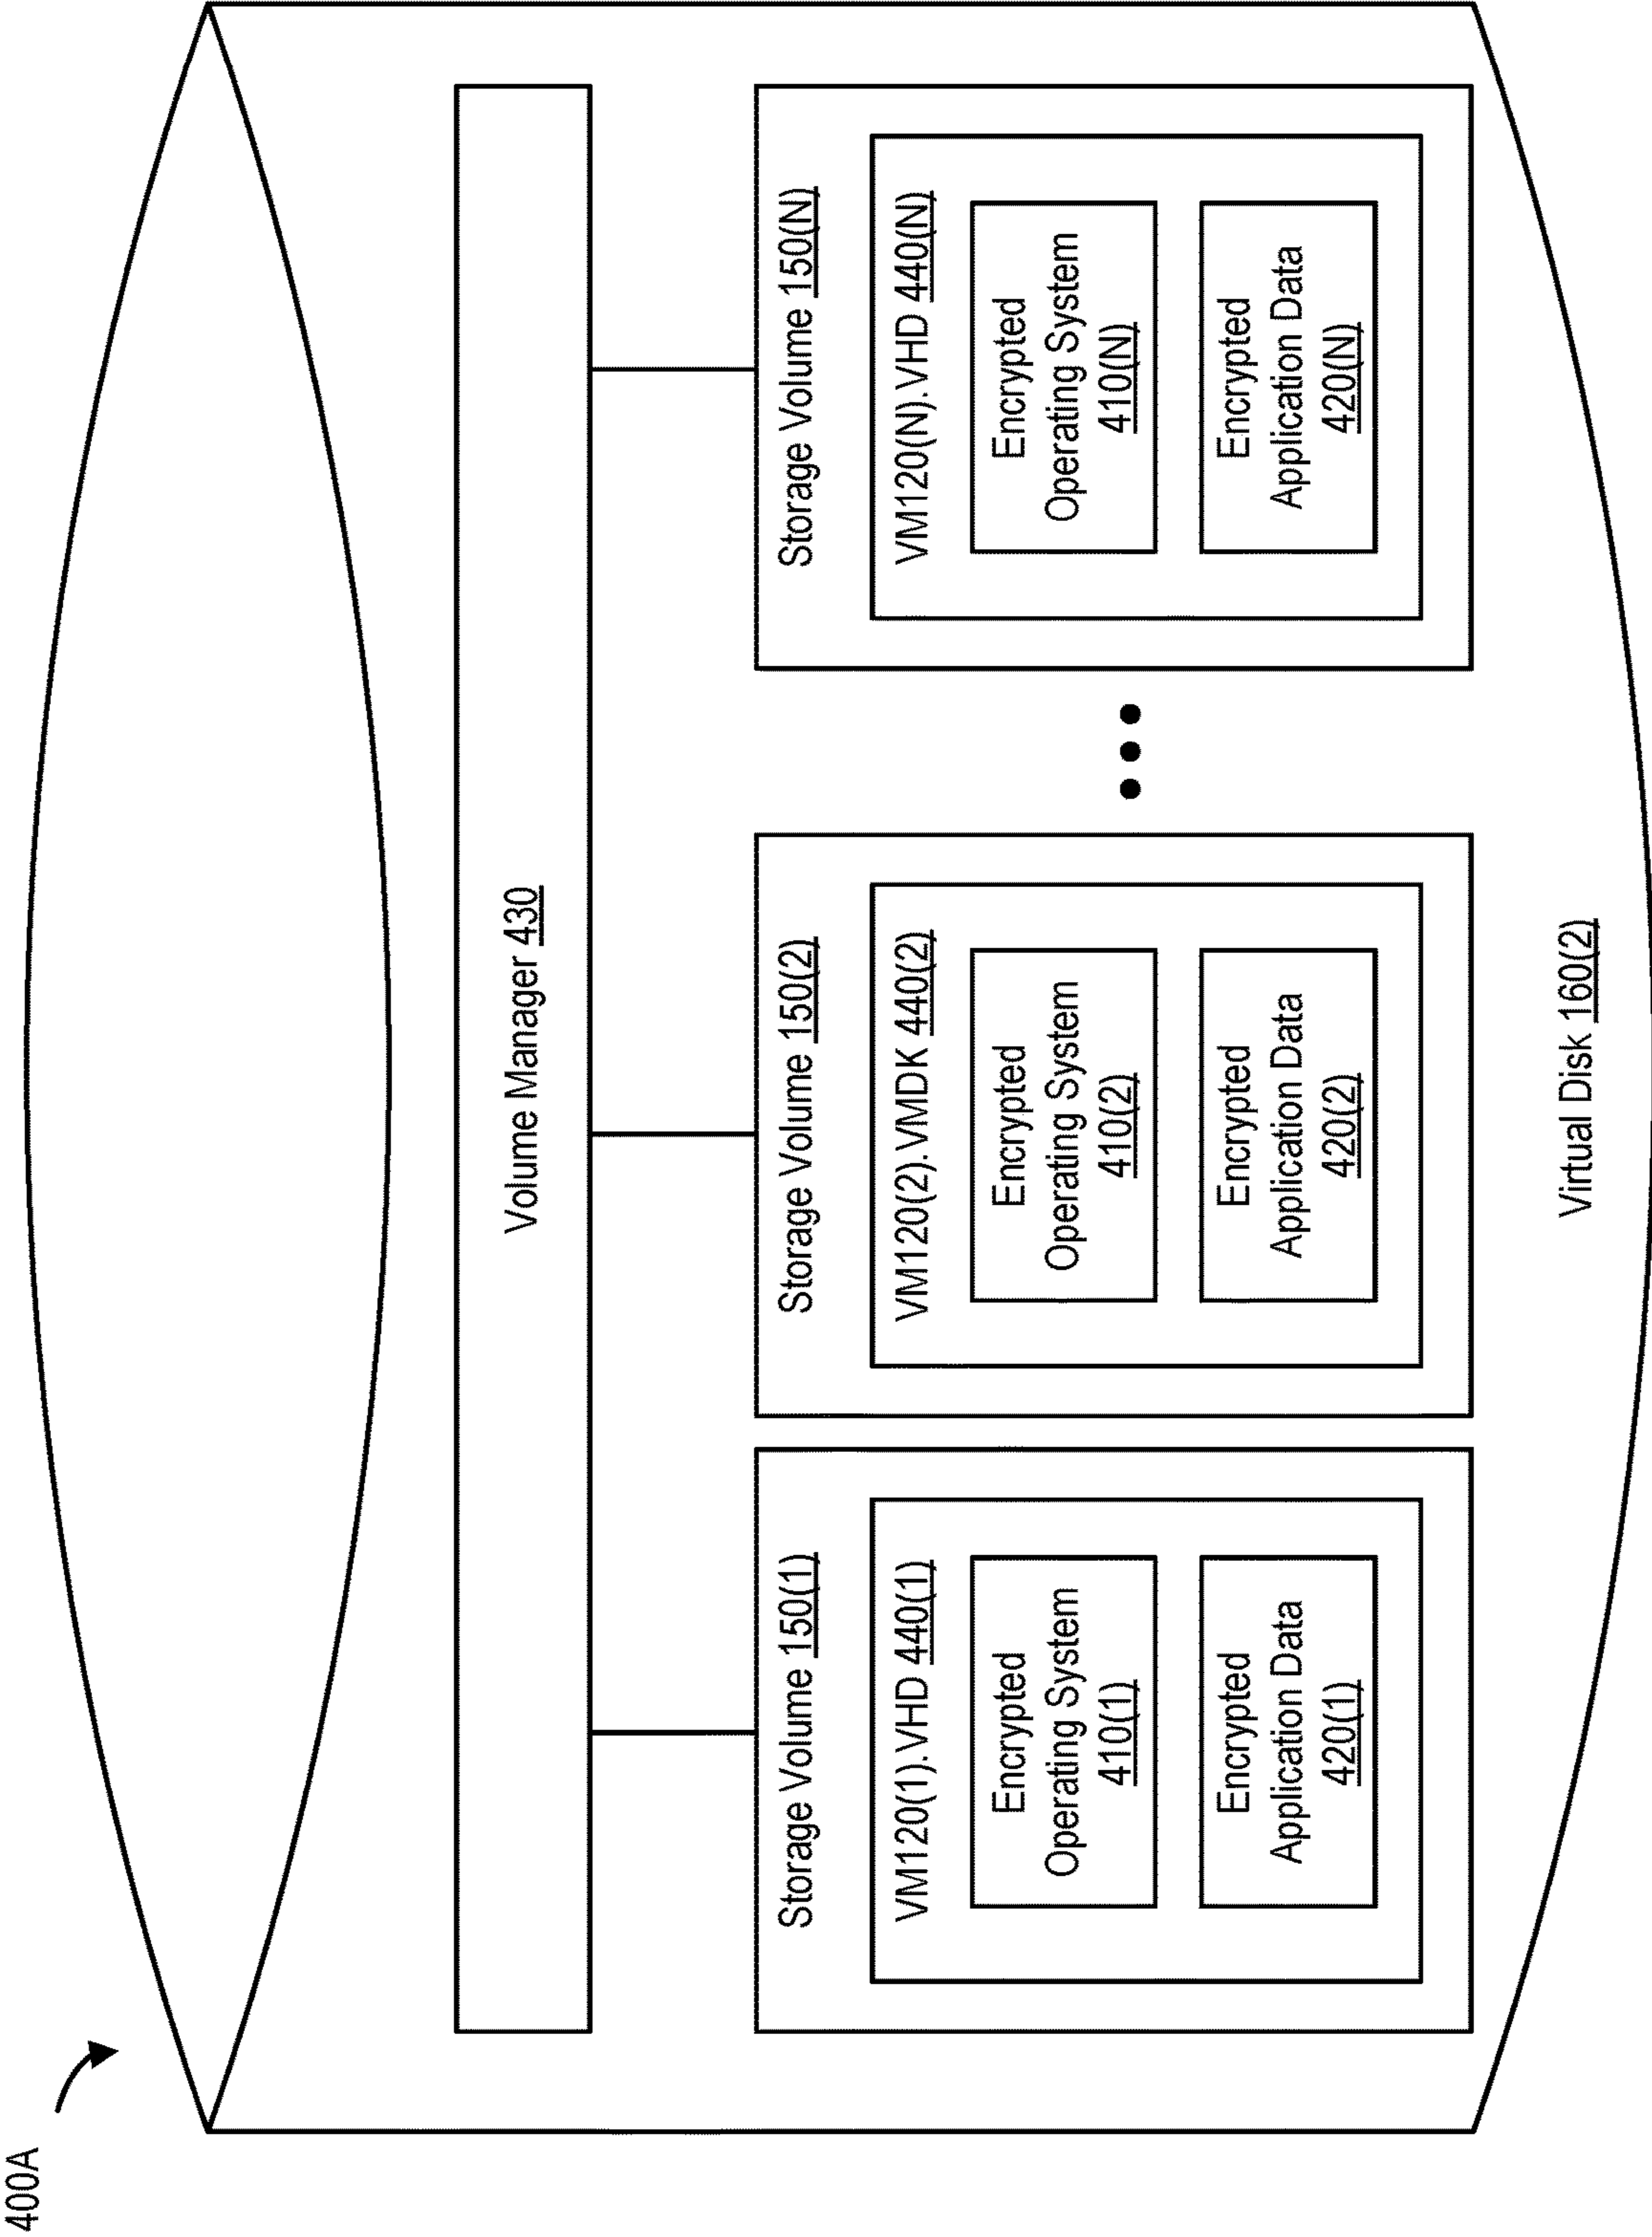 400A
Volume Manager 430
Storage Volume 150(1)
VM120(1).VHD 440(1)
Encrypted
Operating System
410(1)
Encrypted
Application Data
420(1)
Storage Volume 150(2)
VM120(2).VMDK 440(2)
Encrypted
Operating System
410(2)
Encrypted
Application Data
420(2)
Storage Volume 150(N)
VM120(N).VHD 440(N)
Encrypted
Operating System
410(N)
Encrypted
Application Data
420(N)
Virtual Disk 160(2)